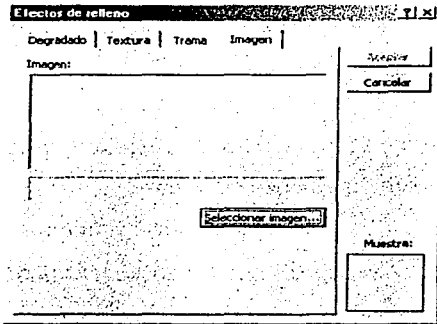 Efectos de relleno
Degradado Textura Trama Imagen
Imagen:
Aceptar
Cancelar
Seleccionar imagen...
Muestra: